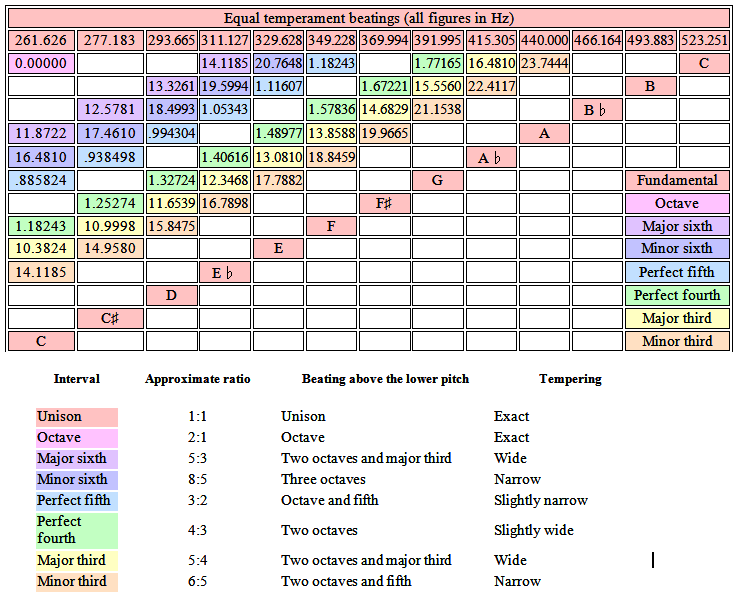 Equal temperament beatings (all figures in Hz)
261.626 277.183 293.665 311.127 329.628 349.228 369.994 391.995 415.305 440.000 466.164 493.883 523.251
0.00000 14.1185 20.7648 1.18243 1.77165 16.4810 23.7444 C
13.3261 19.5994 1.11607 1.67221 15.5560 22.4117 B
12.5781 18.4993 1.05343 1.57836 14.6829 21.1538 B♭
11.8722 17.4610 .994304 1.48977 13.8588 19.9665 A
16.4810 .938498 1.40616 13.0810 18.8459 A♭
.885824 1.32724 12.3468 17.7882 G Fundamental
1.25274 11.6539 16.7898 F♯ Octave
1.18243 10.9998 15.8475 F Major sixth
10.3824 14.9580 E Minor sixth
14.1185 E♭ Perfect fifth
D Perfect fourth
C♯ Major third
C Minor third
Interval Approximate ratio Beating above the lower pitch Tempering
Unison 1:1 Unison Exact
Octave 2:1 Octave Exact
Major sixth 5:3 Two octaves and major third Wide
Minor sixth 8:5 Three octaves Narrow
Perfect fifth 3:2 Octave and fifth Slightly narrow
Perfect
fourth 4:3 Two octaves Slightly wide
Major third 5:4 Two octaves and major third Wide
Minor third 6:5 Two octaves and fifth Narrow